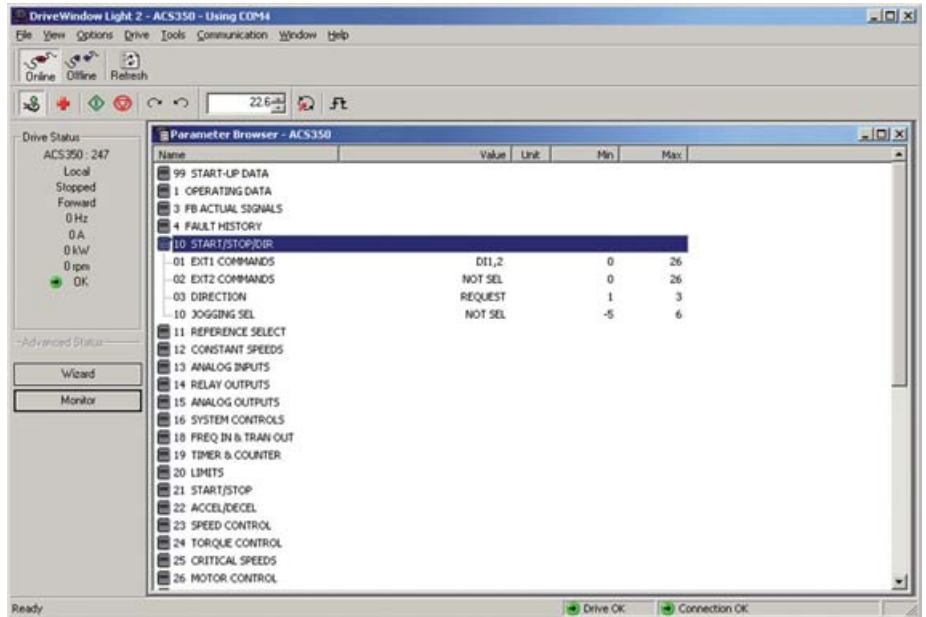 DriveWindow Light 2 - ACS350 - Using COM4
File View Options Drive Tools Communication Window Help
Online Offline Refresh
22.6
Drive Status
ACS350 : 247
Local
Stopped
Forward
0 Hz
0 A
0 kW
0 rpm
OK
Advanced Status
Wizard
Monitor
Parameter Browser - ACS350
Name Value Unit Min Max
99 START-UP DATA
1 OPERATING DATA
3 FB ACTUAL SIGNALS
4 FAULT HISTORY
10 START/STOP/DIR
01 EXT1 COMMANDS DI1,2 0 26
02 EXT2 COMMANDS NOT SEL 0 26
03 DIRECTION REQUEST 1 3
10 JOGGING SEL NOT SEL -5 6
11 REFERENCE SELECT
12 CONSTANT SPEEDS
13 ANALOG INPUTS
14 RELAY OUTPUTS
15 ANALOG OUTPUTS
16 SYSTEM CONTROLS
18 FREQ IN & TRAN OUT
19 TIMER & COUNTER
20 LIMITS
21 START/STOP
22 ACCEL/DECEL
23 SPEED CONTROL
24 TORQUE CONTROL
25 CRITICAL SPEEDS
26 MOTOR CONTROL
Ready Drive OK Connection OK